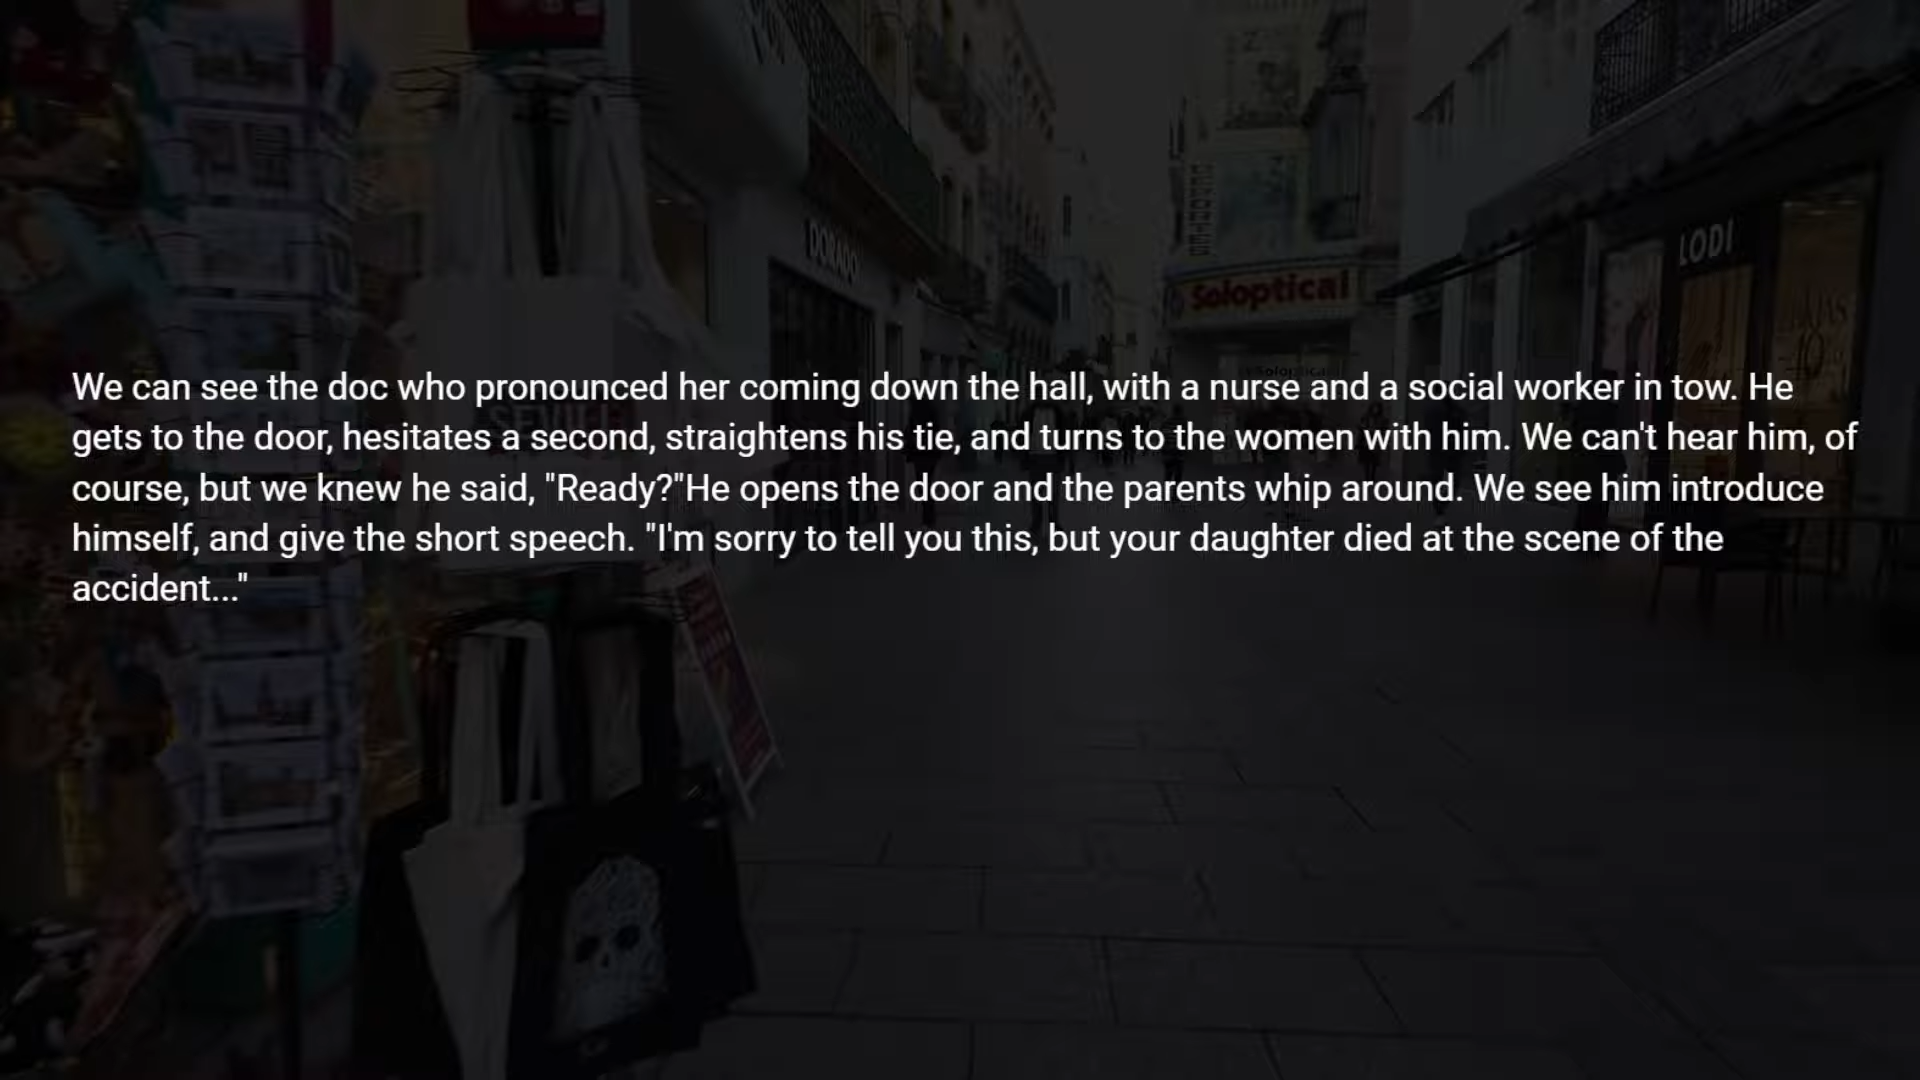 We can see the doc who pronounced her coming down the hall, with a nurse and a social worker in tow. He
gets to the door, hesitates a second, straightens his tie, and turns to the women with him. We can't hear him, of
course, but we knew he said, "Ready?"He opens the door and the parents whip around. We see him introduce
himself, and give the short speech. "I'm sorry to tell you this, but your daughter died at the scene of the
accident..."
DORADO
Soloptical
LODI